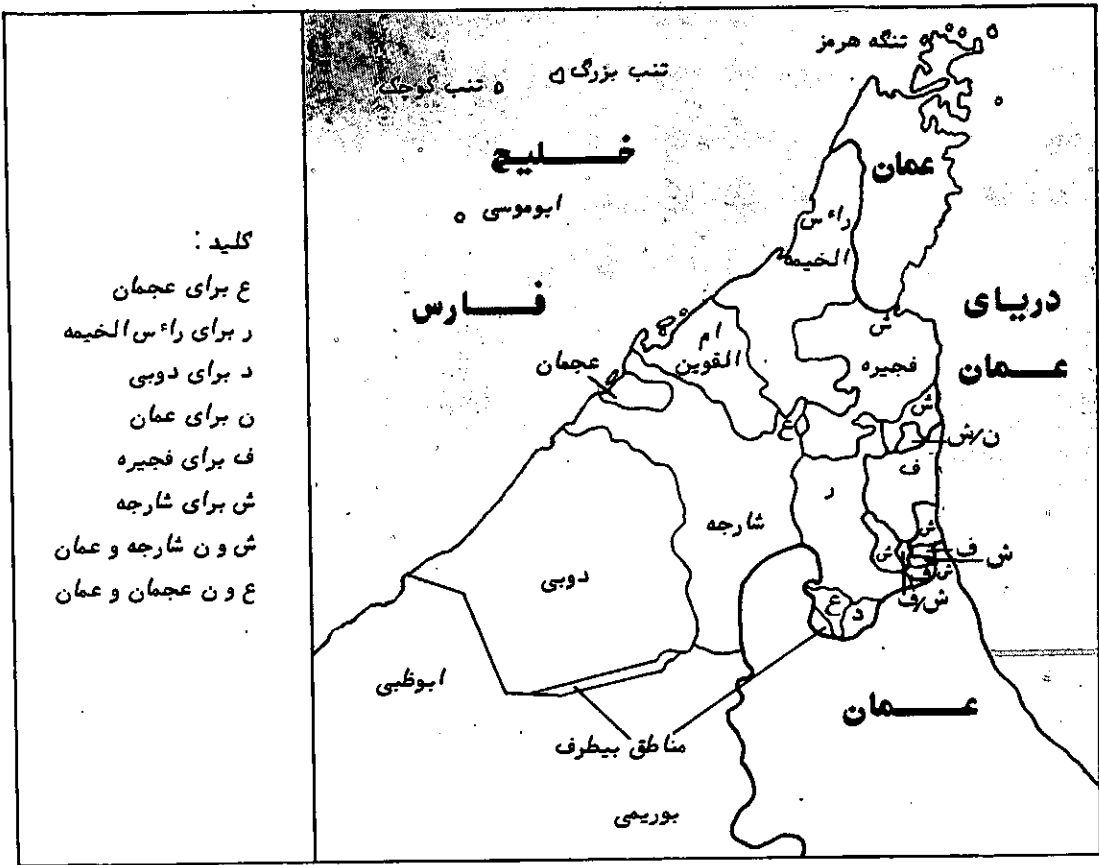 کلید :
ع برای عجمان
ر برای راٴس الخیمه
د برای دوبی
ن برای عمان
ف برای فجیره
ش برای شارجه
ش و ن شارجه و عمان
ع و ن عجمان و عمان
تنگه هرمز
تنب بزرگ
تنب کوچک
خلیج
عمان
ابوموسی
راٴس
الخیمه
دریای
فارس
ش
ام
القوین
فجیره
عمان
عجمان
ش
ع
ن/ش
ف
ر
شارجه
ش
ف
ش
ش
ف
ش
دوبی
ش/ف
ع
د
ابوظبی
عمان
مناطق بیطرف
بوریمی